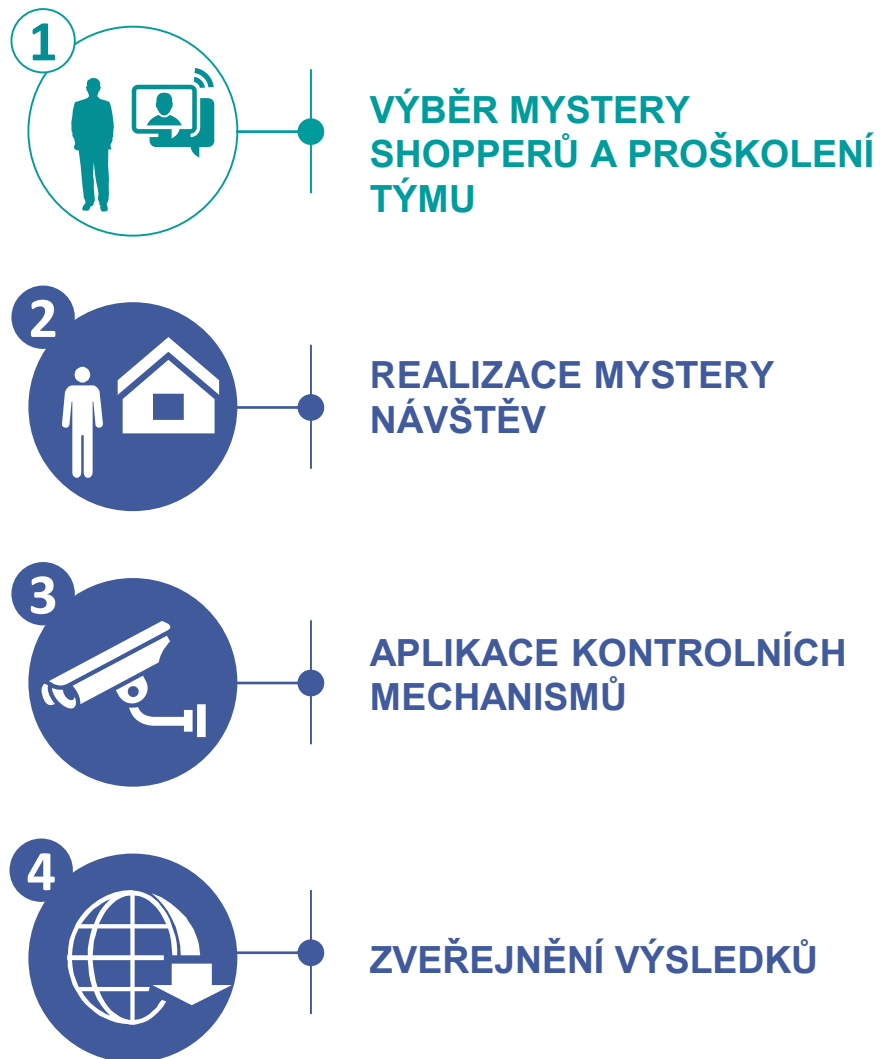 1
VÝBĚR MYSTERY
SHOPPERŮ A PROŠKOLENÍ
TÝMU
2
REALIZACE MYSTERY
NÁVŠTĚV
3
APLIKACE KONTROLNÍCH
MECHANISMŮ
4
ZVEŘEJNĚNÍ VÝSLEDKŮ